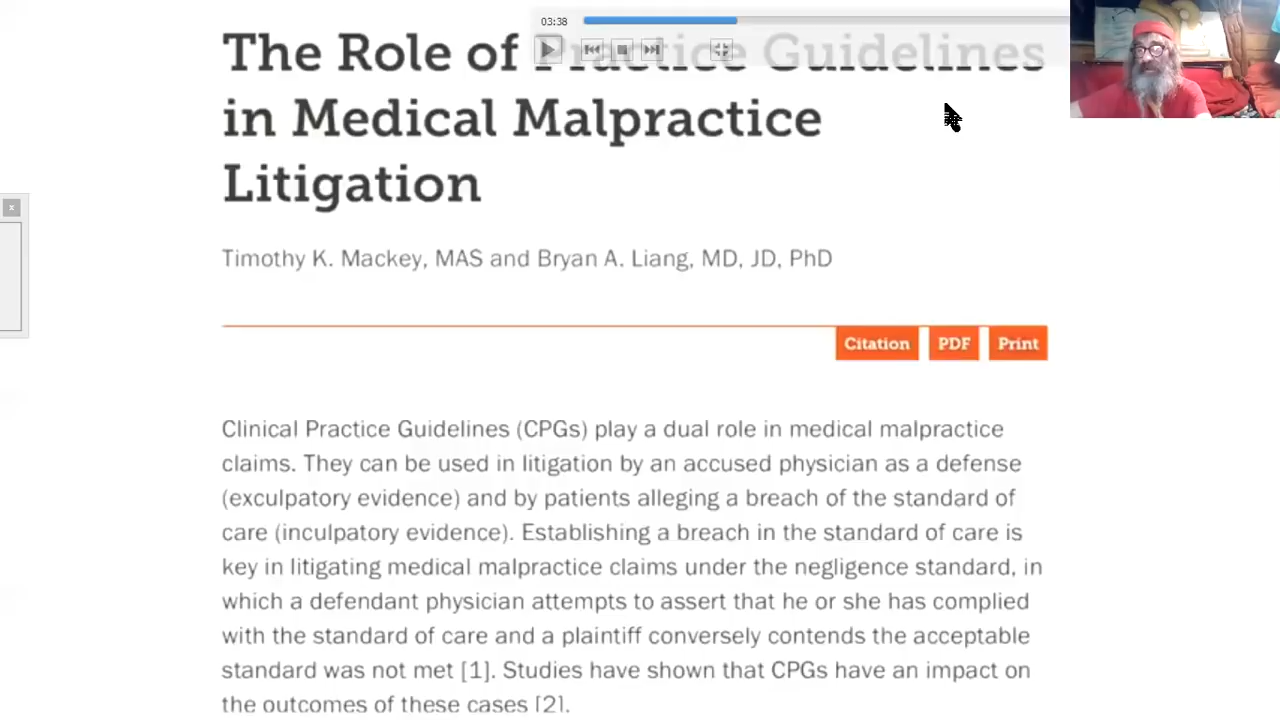 03:38
The Role of Practice Guidelines
in Medical Malpractice
Litigation
Timothy K. Mackey, MAS and Bryan A. Liang, MD, JD, PhD
Citation PDF Print
Clinical Practice Guidelines (CPGs) play a dual role in medical malpractice
claims. They can be used in litigation by an accused physician as a defense
(exculpatory evidence) and by patients alleging a breach of the standard of
care (inculpatory evidence). Establishing a breach in the standard of care is
key in litigating medical malpractice claims under the negligence standard, in
which a defendant physician attempts to assert that he or she has complied
with the standard of care and a plaintiff conversely contends the acceptable
standard was not met [1]. Studies have shown that CPGs have an impact on
the outcomes of these cases [2].